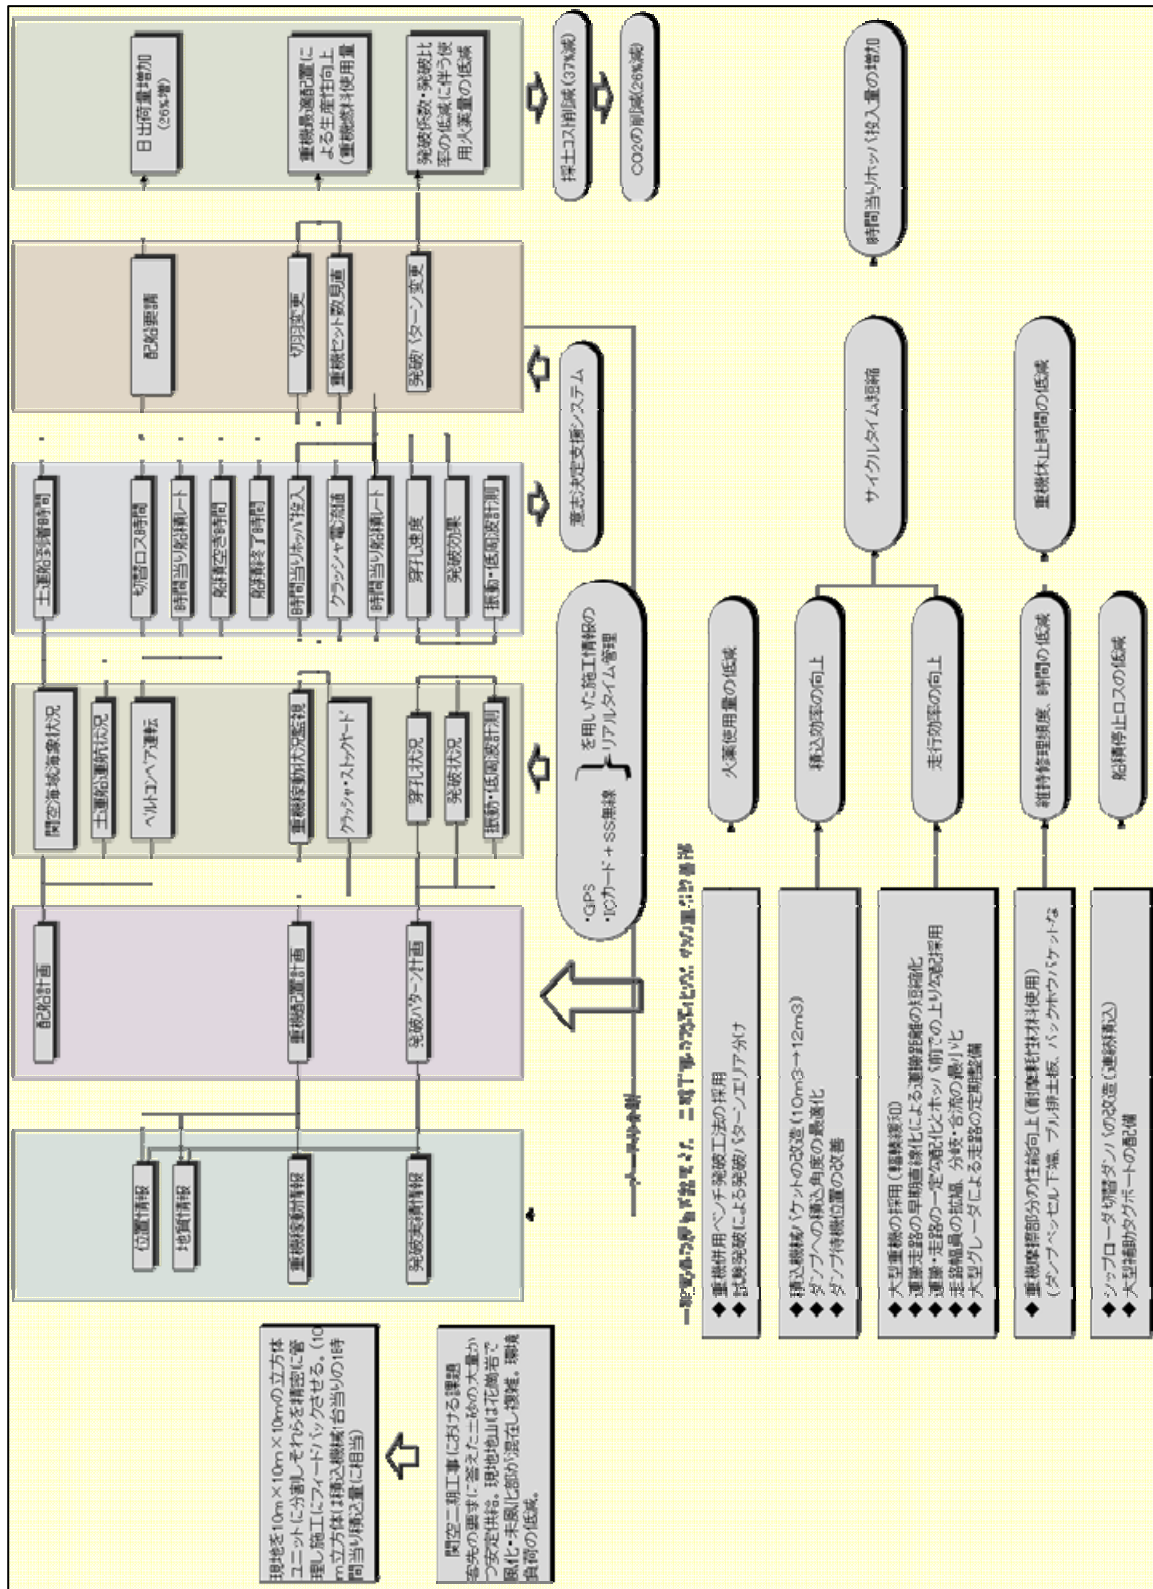 現地を10m×10m×10mの立方体
ユニットに分割しそれらを精密に管
理し施工にフィードバックさせる。(10
m立方体は積込機械1台当りの1時
間当り積込量に相当)
関空二期工事における課題
客先の要求に答えた土砂の大量か
つ安定供給。現地地山は花崗岩で
風化・未風化部が混在し複雑。環境
負荷の低減。
位置情報
地質情報
重機稼動情報
発破実績情報
配船計画
重機配置計画
発破パターン計画
関空海域海象状況
土運船運航状況
ベルトコンベア運転
重機稼動状況監視
クラッシャ・ストックヤード
穿孔状況
発破状況
振動・低周波計測
土運船到着時間
切替ロス時間
時間当り船積レート
船積空き時間
船積終了時間
時間当りホッパ投入
クラッシャ電流値
時間当り船積レート
穿孔速度
発破効果
振動・低周波計測
配船要請
切羽変更
重機セット数見直
発破パターン変更
日出荷量増加
(26%増)
重機最適配置に
よる生産性向上
(重機燃料使用量
発破係数・発破比
率の低減に伴う使
用火薬量の低減
採土コスト削減(37%減)
CO2の削減(26%減)
意志決定支援システム
・GPS
・ICカード+SS無線
を用いた施工情報の
リアルタイム管理
◆ 重機併用ベンチ発破工法の採用
◆ 試験発破による発破パターンエリア分け
火薬使用量の低減
◆ 積込機械バケットの改造(10m3→12m3)
◆ ダンプへの積込角度の最適化
◆ ダンプ待機位置の改善
積込効率の向上
◆ 大型重機の採用(輻輳緩和)
◆ 運搬走路の早期直線化による運搬距離の短縮化
◆ 運搬・走路の一定勾配化とホッパ前での上り勾配採用
◆ 走路幅員の拡幅、分岐・合流の最小化
◆ 大型グレーダによる走路の定期整備
走行効率の向上
サイクルタイム短縮
時間当りホッパ投入量の増加
◆ 重機摩擦部分の性能向上(耐摩耗性材料使用)
(ダンプベッセル下端、ブル排土板、バックホウバケットな
維持修理頻度、時間の低減
重機休止時間の低減
◆ シップローダ切替ダンパの改造(連続積込)
◆ 大型補助タグボートの配備
船積停止ロスの低減